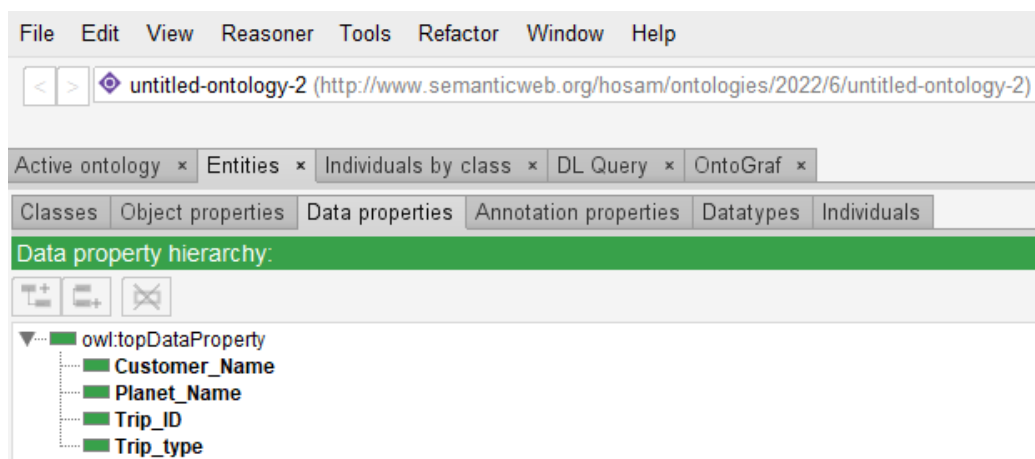 File Edit View Reasoner Tools Refactor Window Help
< > untitled-ontology-2 (http://www.semanticweb.org/hosam/ontologies/2022/6/untitled-ontology-2)
Active ontology × Entities × Individuals by class × DL Query × OntoGraf ×
Classes Object properties Data properties Annotation properties Datatypes Individuals
Data property hierarchy:
owl:topDataProperty
Customer_Name
Planet_Name
Trip_ID
Trip_type